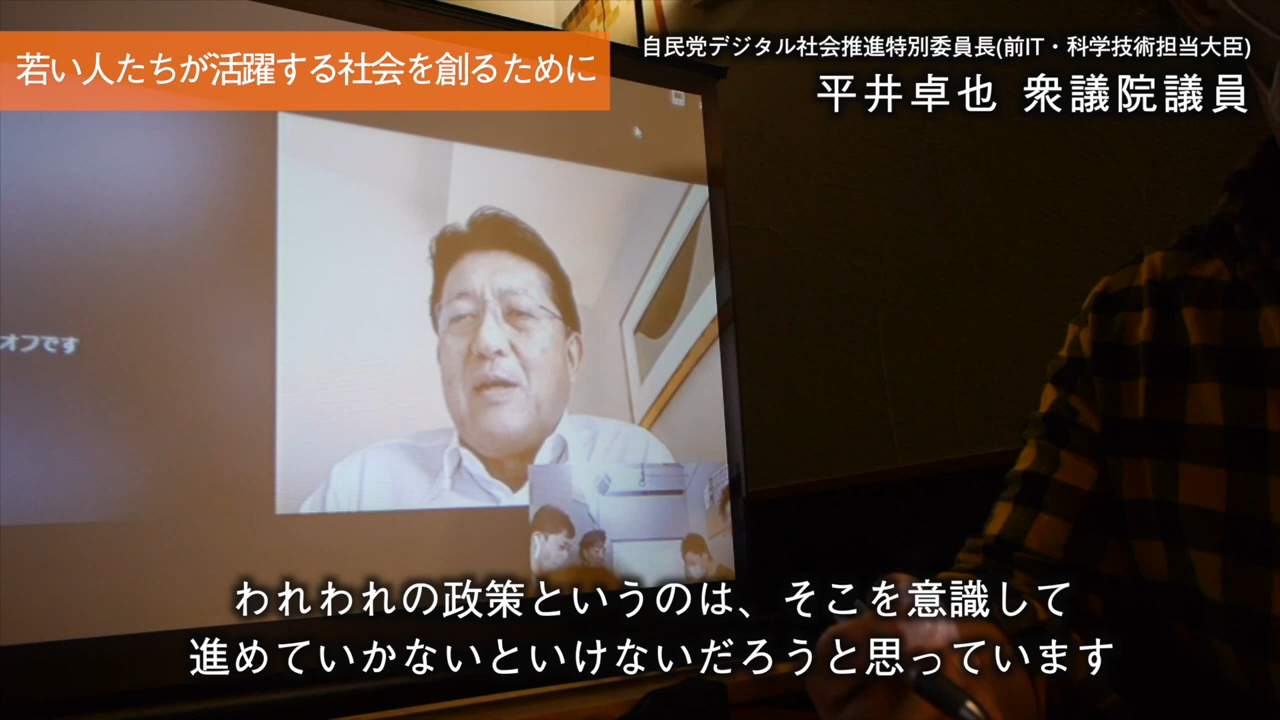 若い人たちが活躍する社会を創るために
自民党デジタル社会推進特別委員長(前IT・科学技術担当大臣)
平井卓也 衆議院議員
オフです
われわれの政策というのは、そこを意識して
進めていかないといけないだろうと思っています